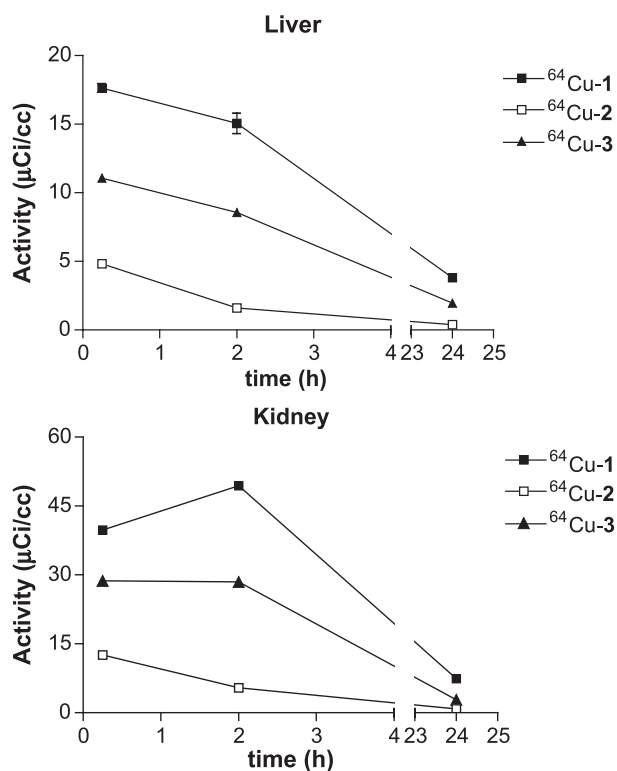 Liver
Activity (μCi/cc)
20
15
10
5
0
0 1 2 3 4 23 24 25
time (h)
⁶⁴Cu-1
⁶⁴Cu-2
⁶⁴Cu-3
Kidney
Activity (μCi/cc)
60
45
30
15
0
0 1 2 3 4 23 24 25
time (h)
⁶⁴Cu-1
⁶⁴Cu-2
⁶⁴Cu-3